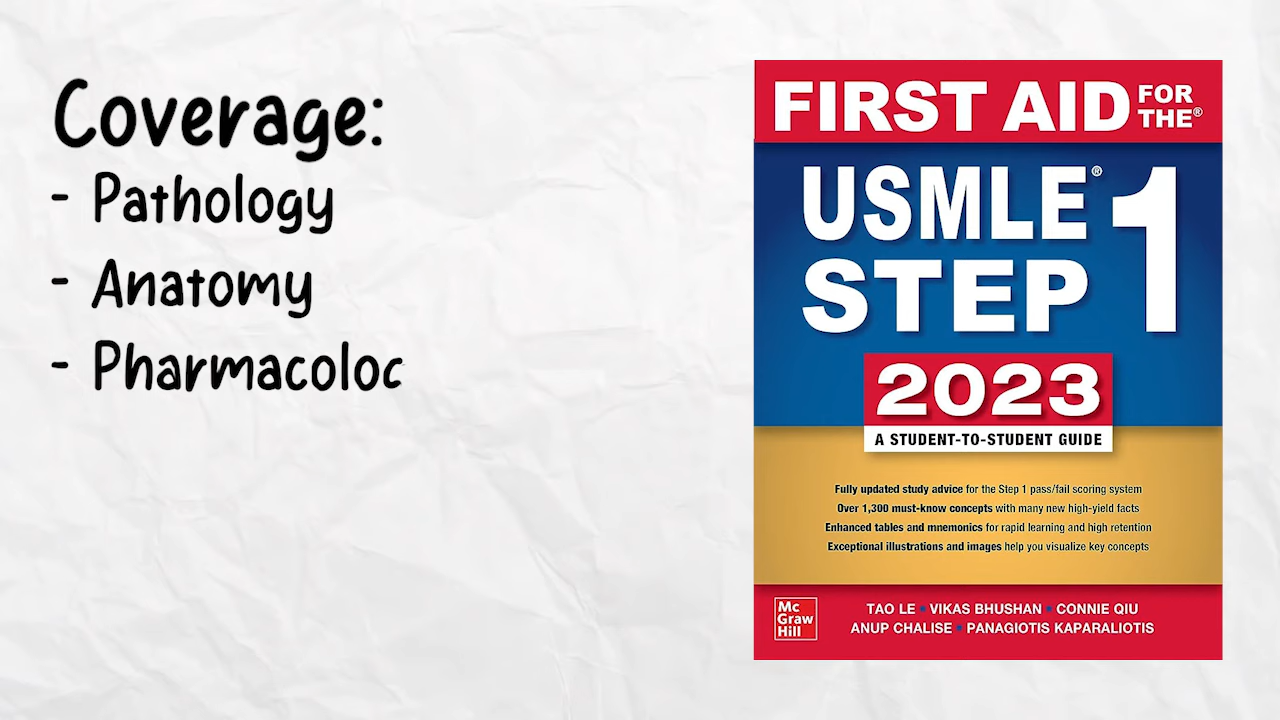 Coverage:
- Pathology
- Anatomy
- Pharmacoloc
FIRST AID FOR THE®
USMLE® 
STEP 1
2023
A STUDENT-TO-STUDENT GUIDE
Fully updated study advice for the Step 1 pass/fail scoring system
Over 1,300 must-know concepts with many new high-yield facts
Enhanced tables and mnemonics for rapid learning and high retention
Exceptional illustrations and images help you visualize key concepts
Mc
Graw
Hill
TAO LE • VIKAS BHUSHAN • CONNIE QIU
ANUP CHALISE • PANAGIOTIS KAPARALIOTIS